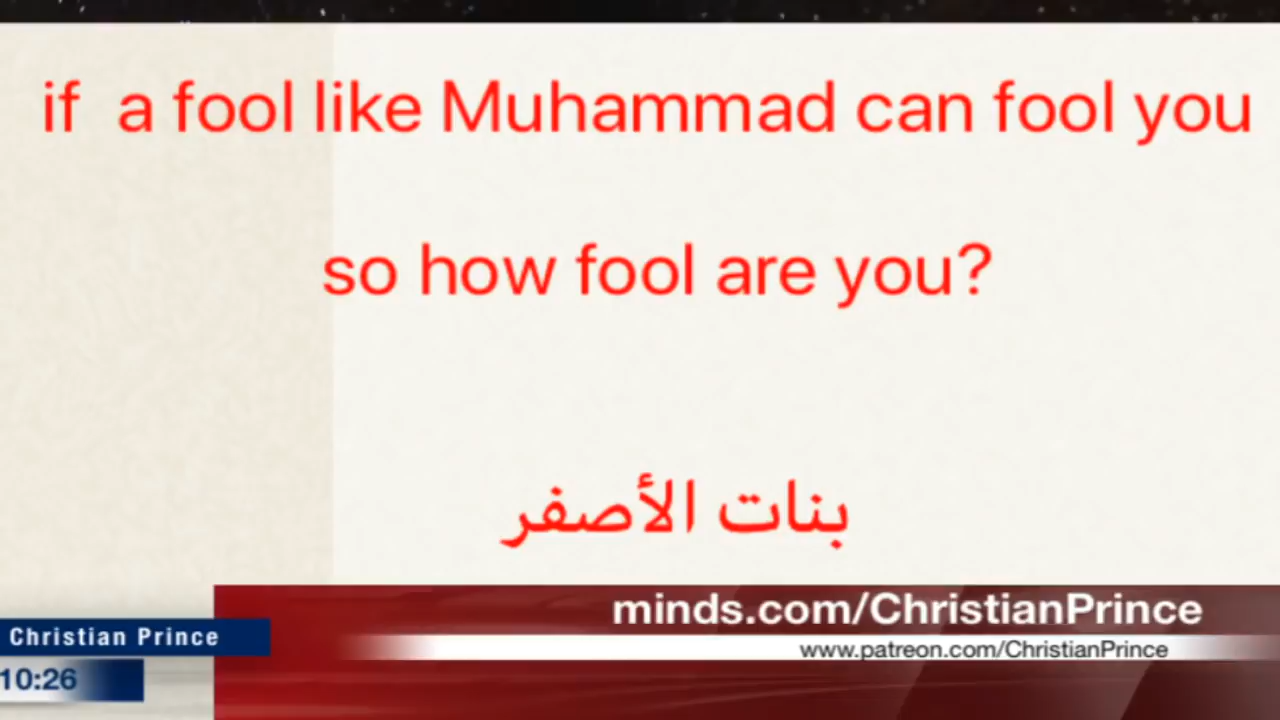 if a fool like Muhammad can fool you
so how fool are you?
بنات الأصفر
minds.com/ChristianPrince
Christian Prince
www.patreon.com/ChristianPrince
10:26